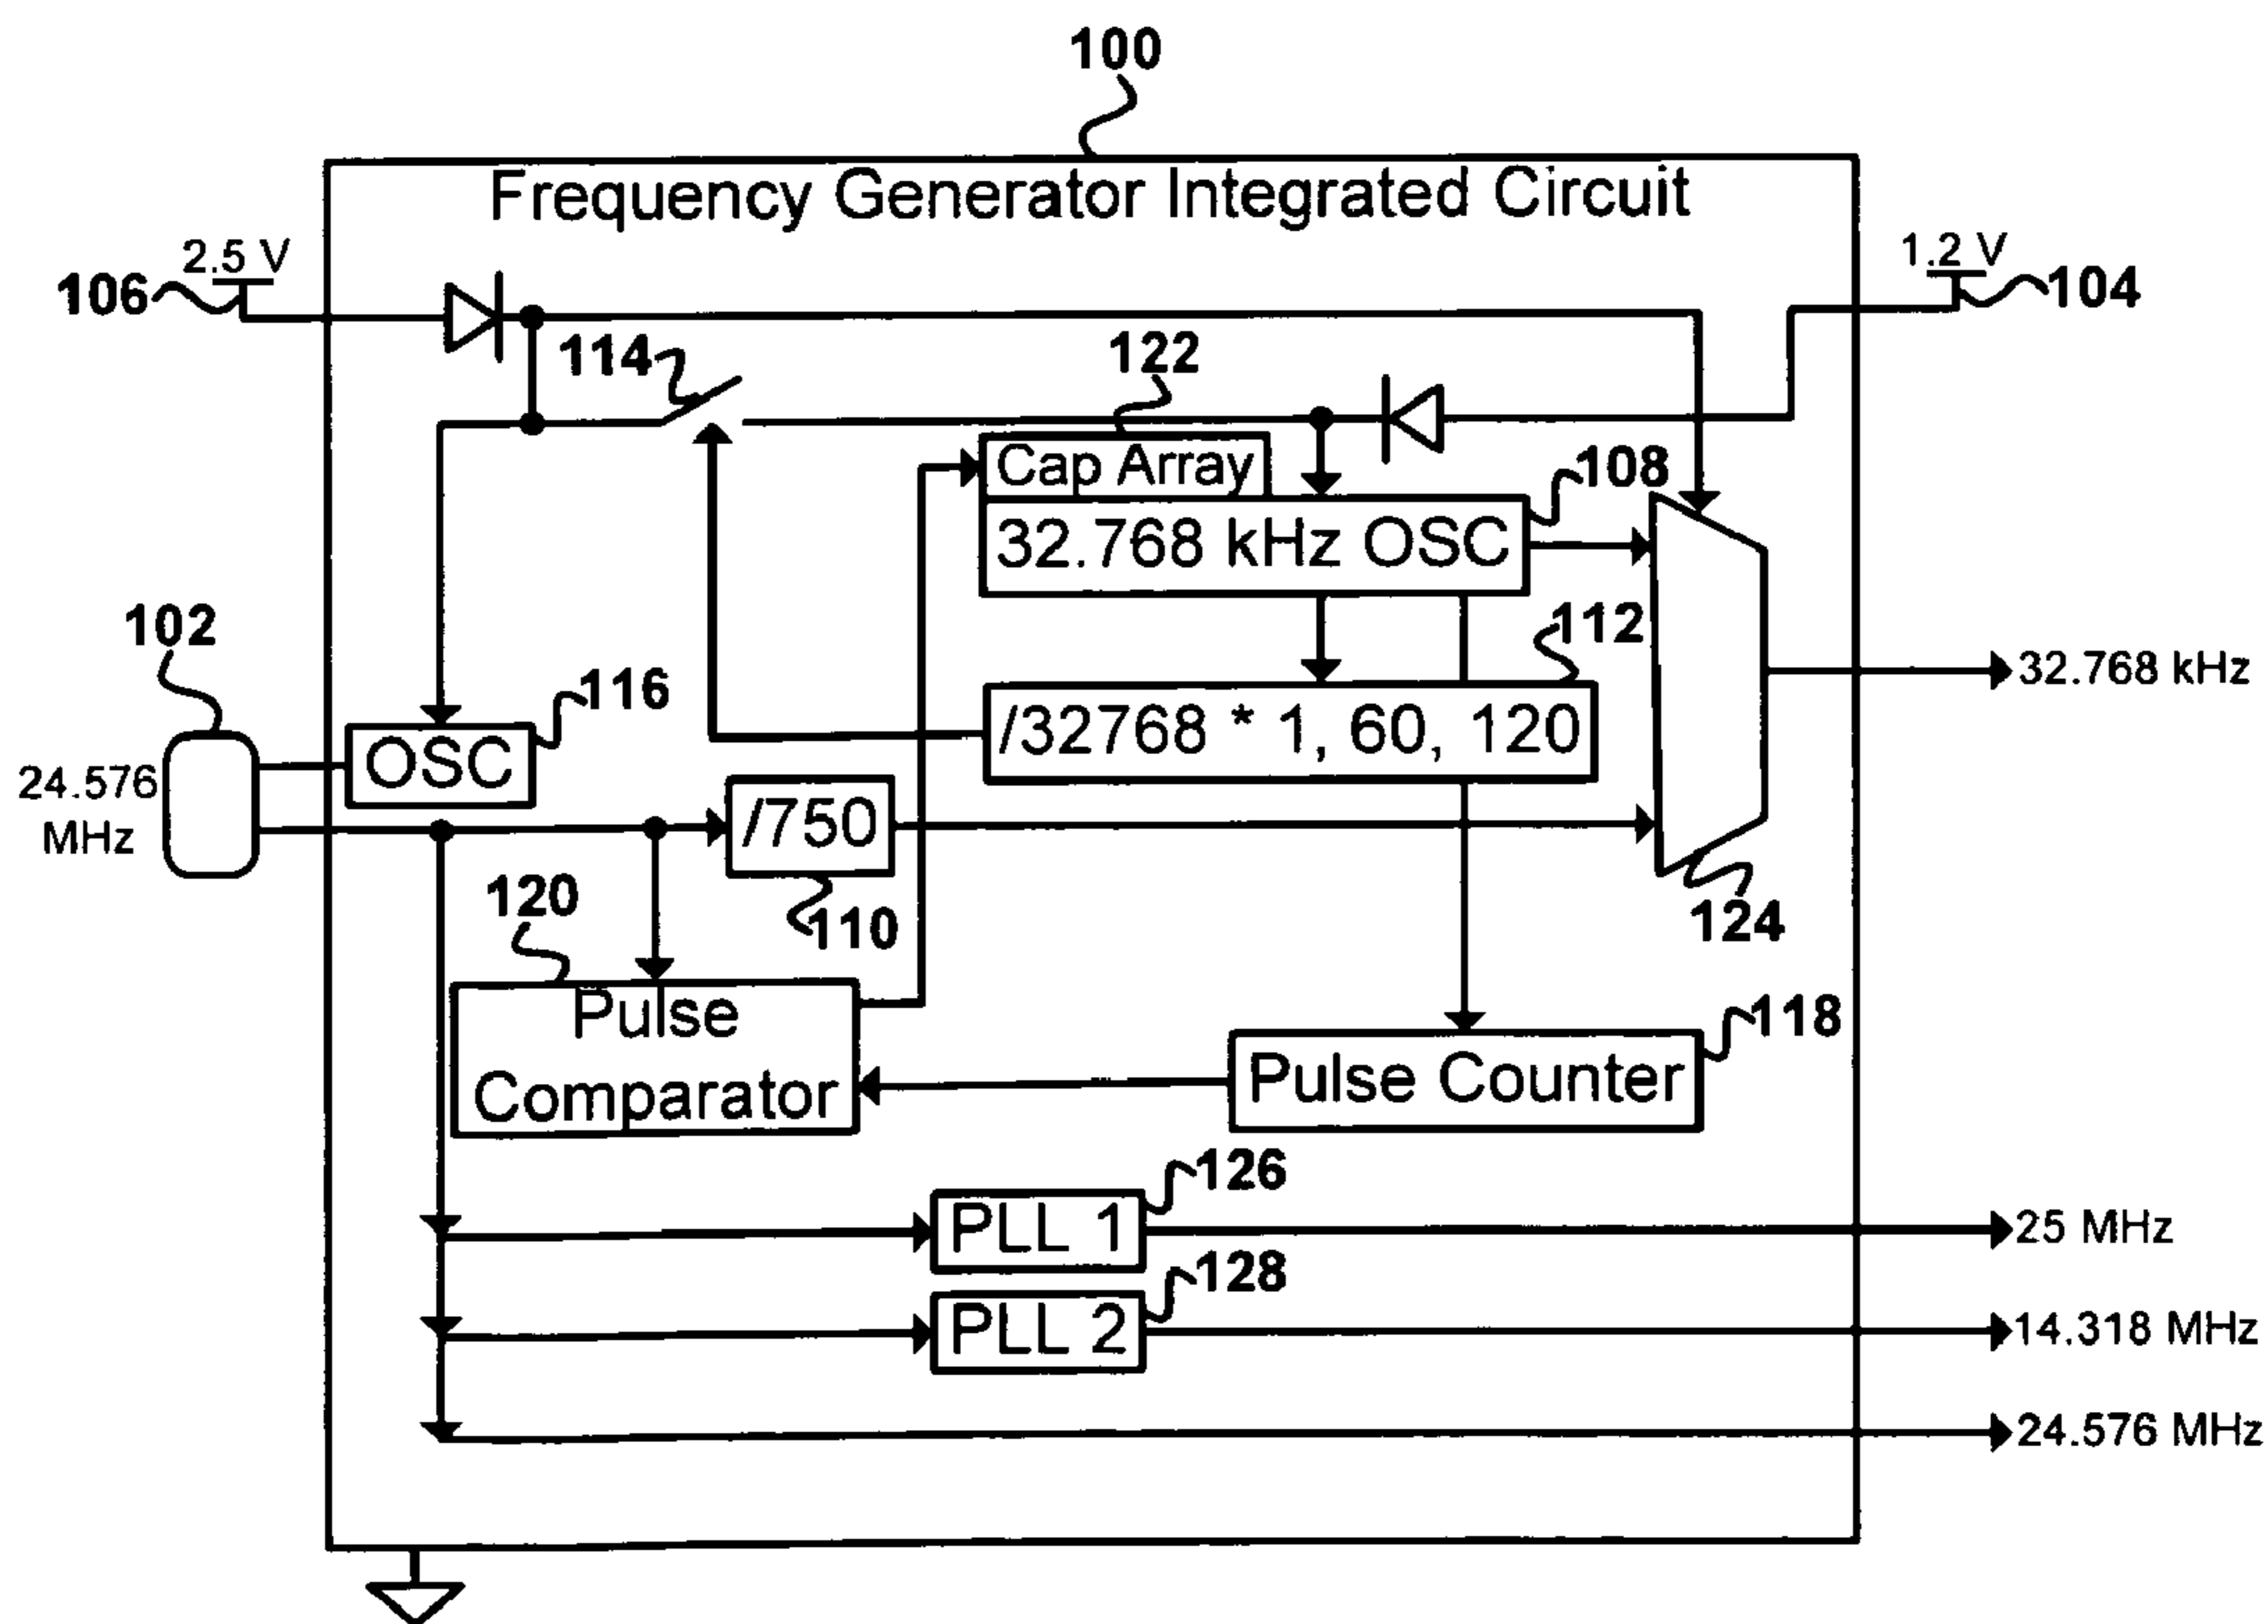 100
Frequency Generator Integrated Circuit
2.5 V
1.2 V
106
104
114
122
Cap Array
108
32.768 kHz OSC
102
112
116
32.768 kHz
/32768 * 1, 60, 120
OSC
24.576
MHz
/750
120
110
124
Pulse
Comparator
118
Pulse Counter
126
PLL 1
25 MHz
128
PLL 2
14.318 MHz
24.576 MHz